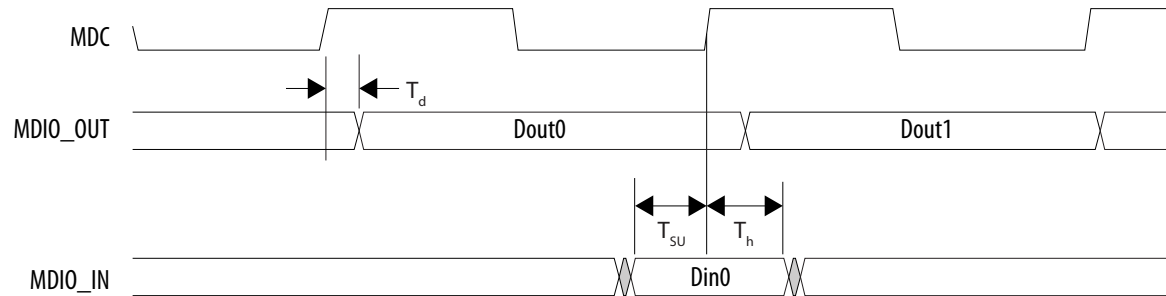 MDC
T_d
MDIO_OUT
Dout0
Dout1
T_SU
T_h
MDIO_IN
Din0